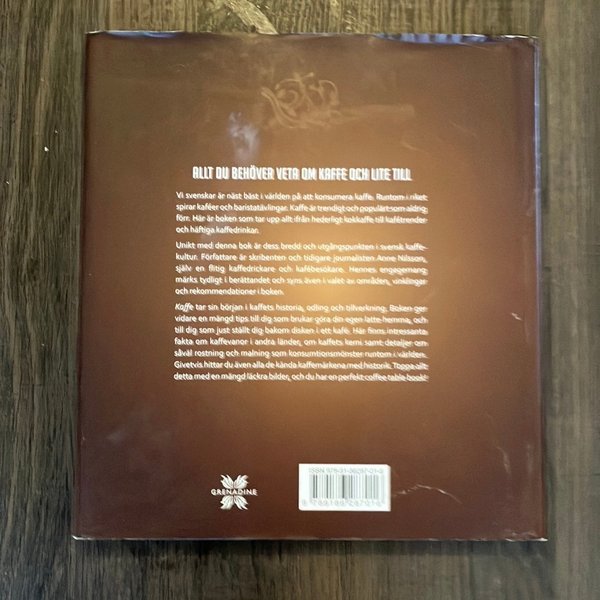 ALLT DU BEHÖVER VETA OM KAFFE OCH LITE TILL
Vi svenskar är näst bäst i världen på att konsumera kaffe. Runtom i riket
spirar kaféer och baristatävlingar. Kaffe är trendigt och populärt som aldrig
förr. Här är boken som tar upp allt ifrån hederligt kokkaffe till kafétrender
och häftiga kaffedrinkar.
Unikt med denna bok är dess bredd och utgångspunkten i svensk kaffe-
kultur. Författare är skribenten och tidigare journalisten Anne Nilsson,
själv en flitig kaffedrickare och kafébesökare. Hennes engagemang
märks tydligt i berättandet och syns även i valet av områden, vinklingar
och rekommendationer i boken.
Kaffe tar sin början i kaffets historia, odling och tillverkning. Boken ger
vidare en mängd tips till dig som brukar göra din egen latte hemma, och
till dig som just ställt dig bakom disken i ett kafé. Här finns intressanta
fakta om kaffevanor i andra länder, om kaffets kemi samt detaljer om
såväl rostning och malning som konsumtionsmönster runtom i världen.
Givetvis hittar du även alla de kända kaffemärkena med historik. Toppa allt
detta med en mängd läckra bilder, och du har en perfekt coffee table book!
GRENADINE
ISBN 978-91-86287-01-6
9 789186 287016